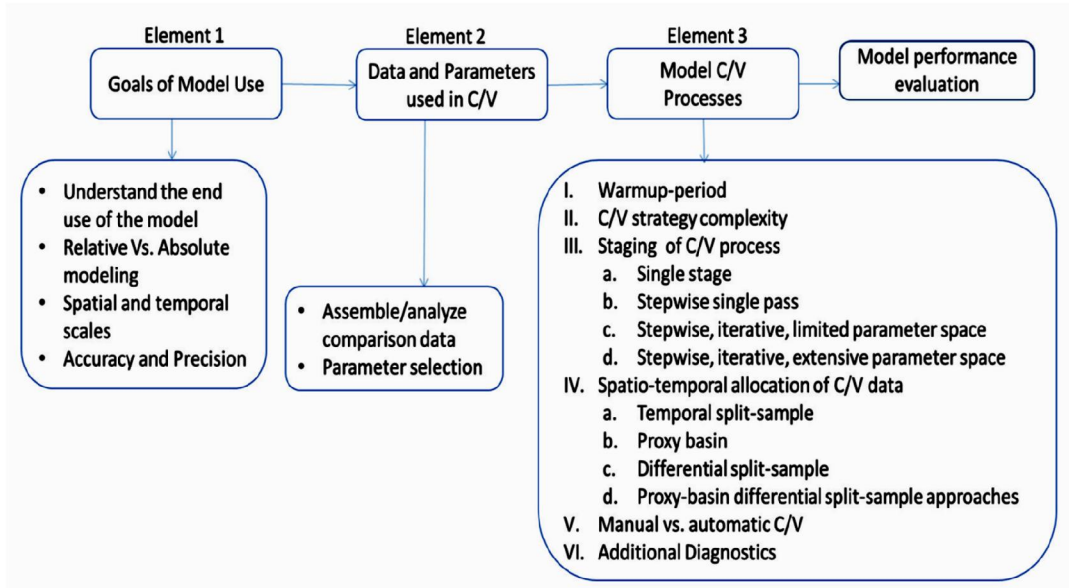 Element 1
Goals of Model Use
Element 2
Data and Parameters
used in C/V
Element 3
Model C/V
Processes
Model performance
evaluation
• Understand the end
use of the model
• Relative Vs. Absolute
modeling
• Spatial and temporal
scales
• Accuracy and Precision
• Assemble/analyze
comparison data
• Parameter selection
I. Warmup-period
II. C/V strategy complexity
III. Staging of C/V process
a. Single stage
b. Stepwise single pass
c. Stepwise, iterative, limited parameter space
d. Stepwise, iterative, extensive parameter space
IV. Spatio-temporal allocation of C/V data
a. Temporal split-sample
b. Proxy basin
c. Differential split-sample
d. Proxy-basin differential split-sample approaches
V. Manual vs. automatic C/V
VI. Additional Diagnostics